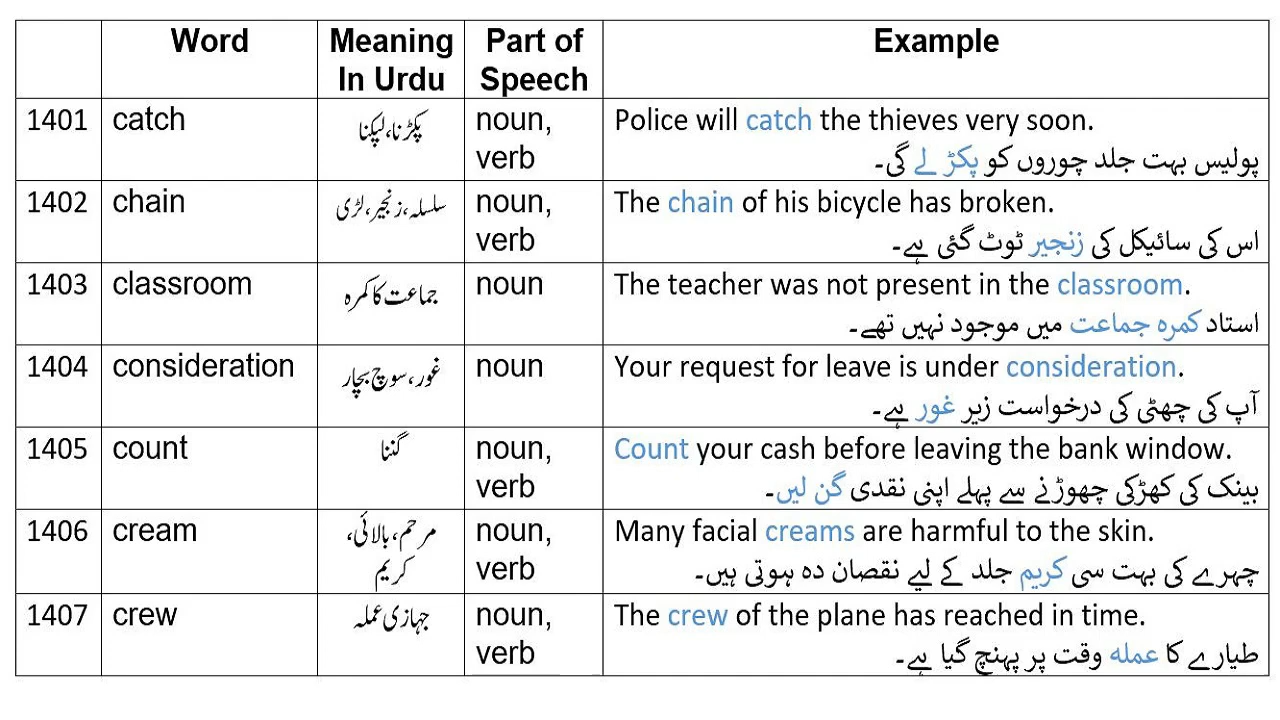 Word Meaning In Urdu Part of Speech Example
1401 catch پکڑنا، لپکنا noun, verb Police will catch the thieves very soon.
پولیس بہت جلد چوروں کو پکڑ لے گی۔
1402 chain سلسلہ، زنجیر، لڑی noun, verb The chain of his bicycle has broken.
اس کی سائیکل کی زنجیر ٹوٹ گئی ہے۔
1403 classroom جماعت کا کمرہ noun The teacher was not present in the classroom.
استاد کمرہ جماعت میں موجود نہیں تھے۔
1404 consideration غور، سوچ بچار noun Your request for leave is under consideration.
آپ کی چھٹی کی درخواست زیر غور ہے۔
1405 count گننا noun, verb Count your cash before leaving the bank window.
بینک کی کھڑکی چھوڑنے سے پہلے اپنی نقدی گن لیں۔
1406 cream مرحم، بالائی، کریم noun, verb Many facial creams are harmful to the skin.
چہرے کی بہت سی کریم جلد کے لیے نقصان دہ ہوتی ہیں۔
1407 crew جہازی عملہ noun, verb The crew of the plane has reached in time.
طیارے کا عملہ وقت پر پہنچ گیا ہے۔